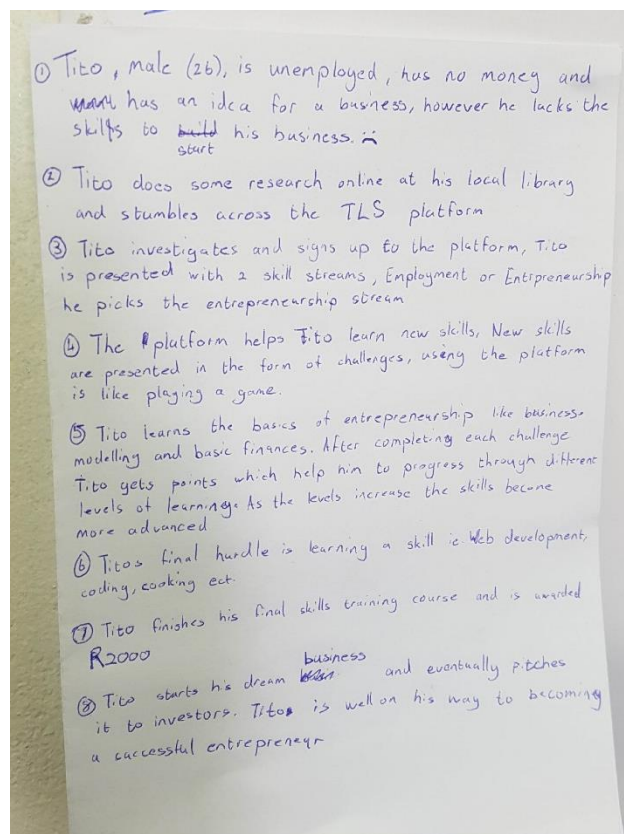 ① Tito, male (26), is unemployed, has no money and
has an idea for a business, however he lacks the
skills to build his business. :(
start
② Tito does some research online at his local library
and stumbles across the TLS platform
③ Tito investigates and signs up to the platform, Tito
is presented with 2 skill streams, Employment or Entrpreneurship
he picks the entrepreneurship stream
④ The platform helps Tito learn new skills, New skills
are presented in the form of challenges, using the platform
is like playing a game.
⑤ Tito learns the basics of entrepreneurship like business
modelling and basic finances. After completing each challenge
Tito gets points which help him to progress through different
levels of learning. As the levels increase the skills become
more advanced
⑥ Titos final hurdle is learning a skill ie Web development,
coding, cooking ect.
⑦ Tito finishes his final skills training course and is awarded
R2000
business
⑧ Tito starts his dream and eventually pitches
it to investors. Tito is well on his way to becoming
a successful entrepreneur